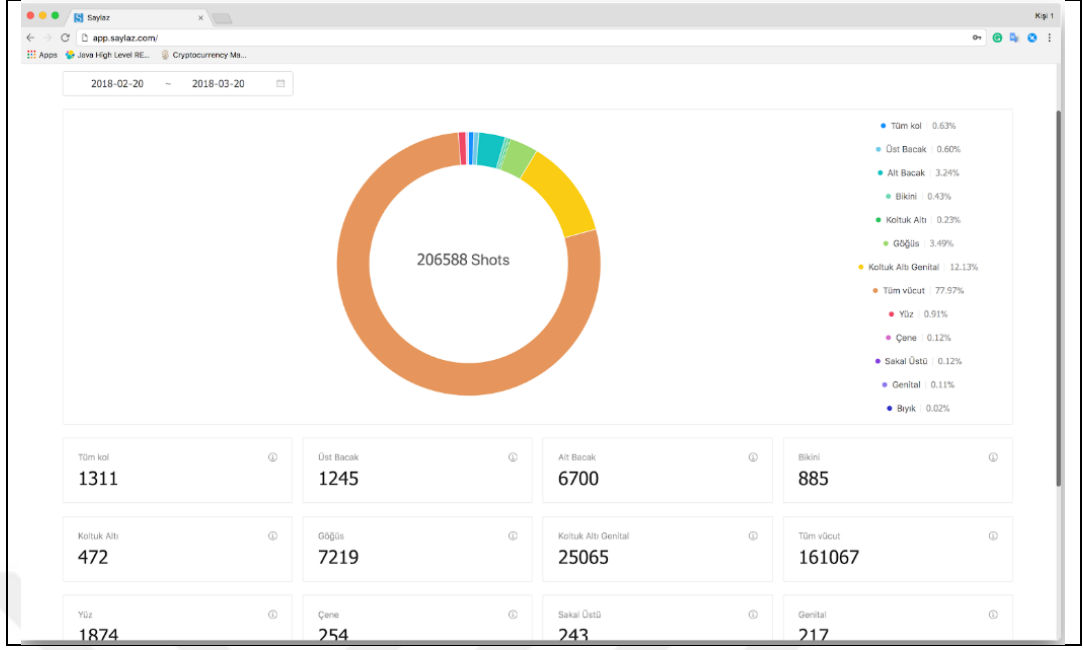 Saylaz
Kişi 1
app.saylaz.com/
Apps Java High Level RE... Cryptocurrency Ma...
2018-02-20 ~ 2018-03-20
206588 Shots
Tüm kol | 0.63%
Üst Bacak | 0.60%
Alt Bacak | 3.24%
Bikini | 0.43%
Koltuk Altı | 0.23%
Göğüs | 3.49%
Koltuk Altı Genital | 12.13%
Tüm vücut | 77.97%
Yüz | 0.91%
Çene | 0.12%
Sakal Üstü | 0.12%
Genital | 0.11%
Bıyık | 0.02%
Tüm kol
1311
Üst Bacak
1245
Alt Bacak
6700
Bikini
885
Koltuk Altı
472
Göğüs
7219
Koltuk Altı Genital
25065
Tüm vücut
161067
Yüz
1874
Çene
254
Sakal Üstü
243
Genital
217